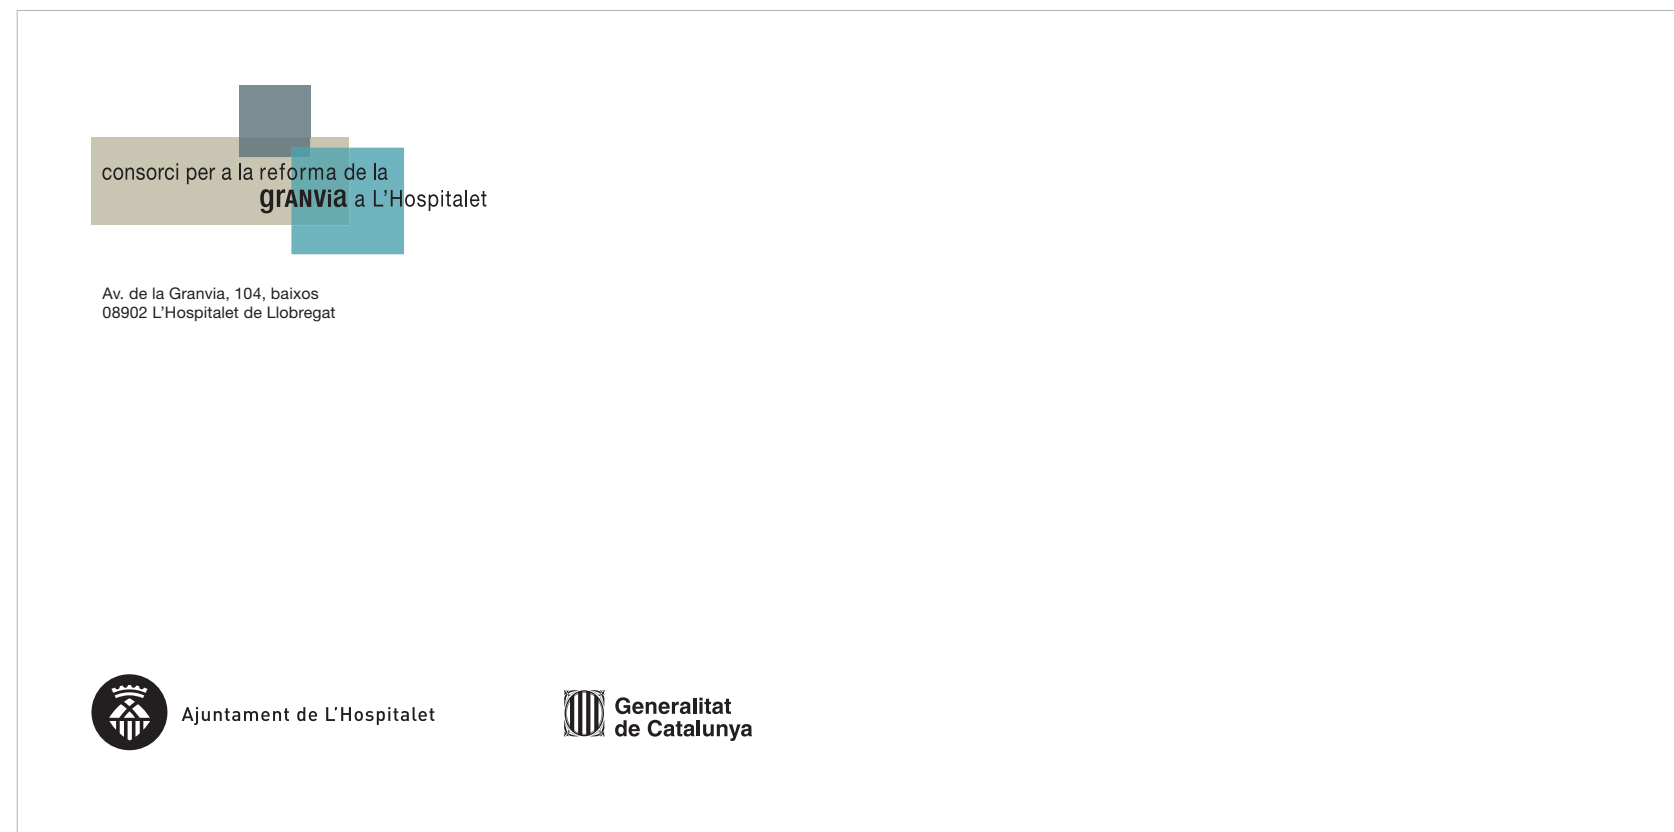 consorci per a la reforma de la
grANVia a L'Hospitalet
Av. de la Granvia, 104, baixos
08902 L'Hospitalet de Llobregat
Ajuntament de L'Hospitalet
Generalitat
de Catalunya